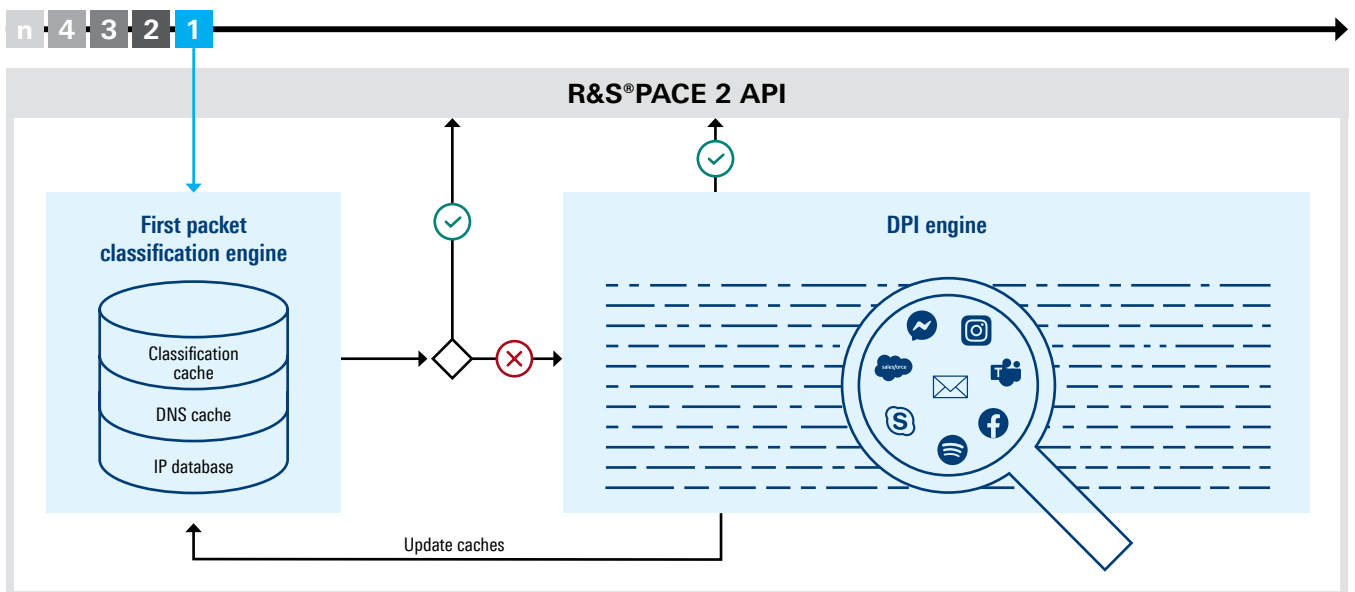 n 4 3 2 1
R&S®PACE 2 API
First packet
classification engine
DPI engine
Classification
cache
DNS cache
IP database
salesforce
T
S
Update caches